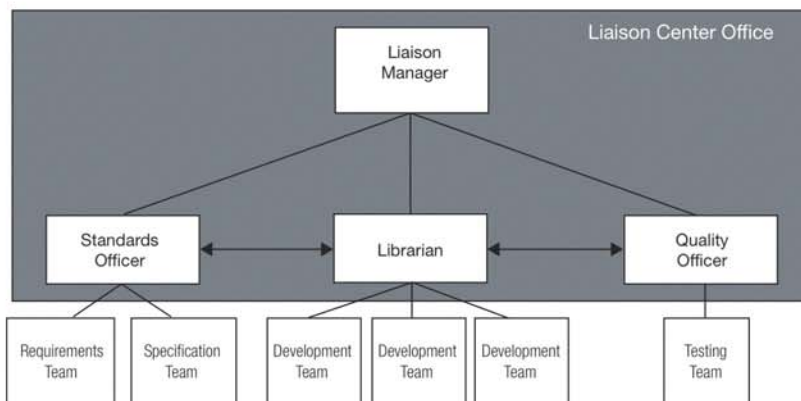 Liaison Center Office
Liaison
Manager
Standards
Officer
Librarian
Quality
Officer
Requirements
Team
Specification
Team
Development
Team
Development
Team
Development
Team
Testing
Team